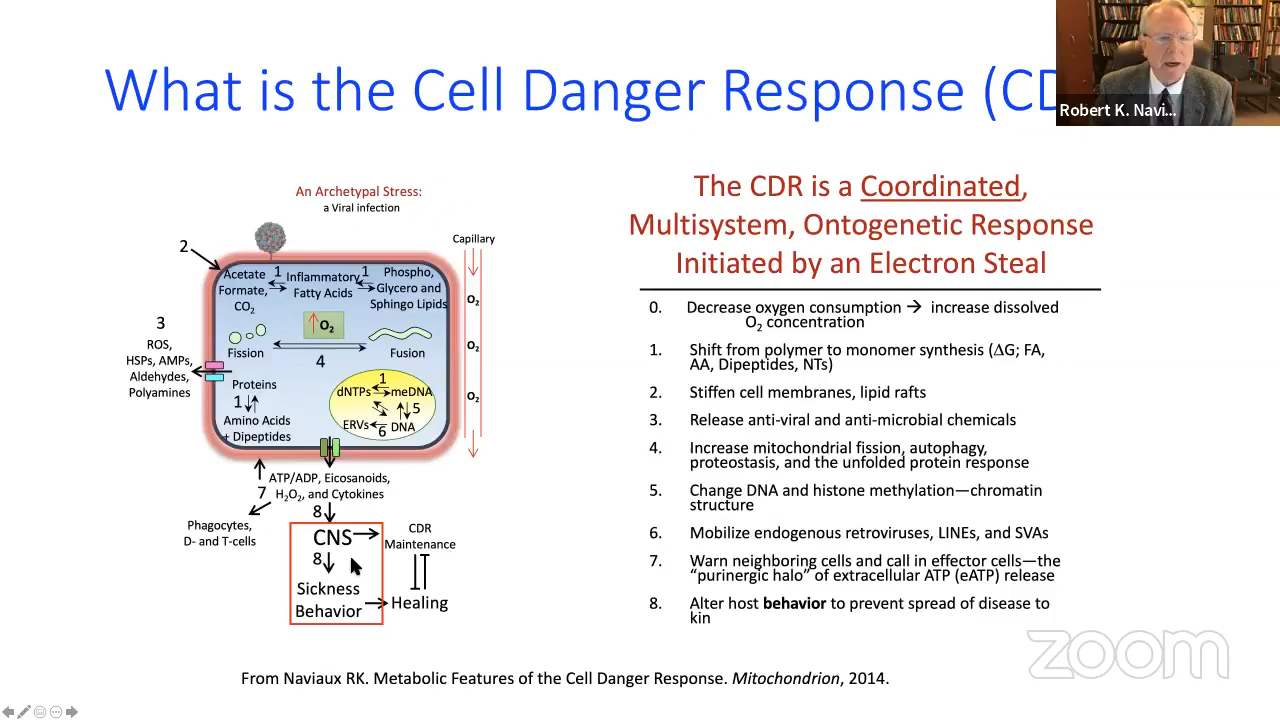 What is the Cell Danger Response (CD
Robert K. Navi...
An Archetypal Stress:
a Viral infection
Capillary
2
Acetate
Formate,
CO2
1
Inflammatory
Fatty Acids
1
Phospho,
Glycero and
Sphingo Lipids
O2
↑ O2
O2
3
ROS,
HSPs, AMPs,
Aldehydes,
Polyamines
Fission
4
Fusion
O2
Proteins
1
Amino Acids
+ Dipeptides
1
dNTPs
meDNA
5
ERVs
6
DNA
ATP/ADP, Eicosanoids,
H2O2, and Cytokines
7
Phagocytes,
D- and T-cells
8
CNS
8
Sickness
Behavior
CDR
Maintenance
Healing
The CDR is a Coordinated,
Multisystem, Ontogenetic Response
Initiated by an Electron Steal
0. Decrease oxygen consumption → increase dissolved
O2 concentration
1. Shift from polymer to monomer synthesis (ΔG; FA,
AA, Dipeptides, NTs)
2. Stiffen cell membranes, lipid rafts
3. Release anti-viral and anti-microbial chemicals
4. Increase mitochondrial fission, autophagy,
proteostasis, and the unfolded protein response
5. Change DNA and histone methylation—chromatin
structure
6. Mobilize endogenous retroviruses, LINEs, and SVAs
7. Warn neighboring cells and call in effector cells—the
“purinergic halo” of extracellular ATP (eATP) release
8. Alter host behavior to prevent spread of disease to
kin
zoom
From Naviaux RK. Metabolic Features of the Cell Danger Response. Mitochondrion, 2014.